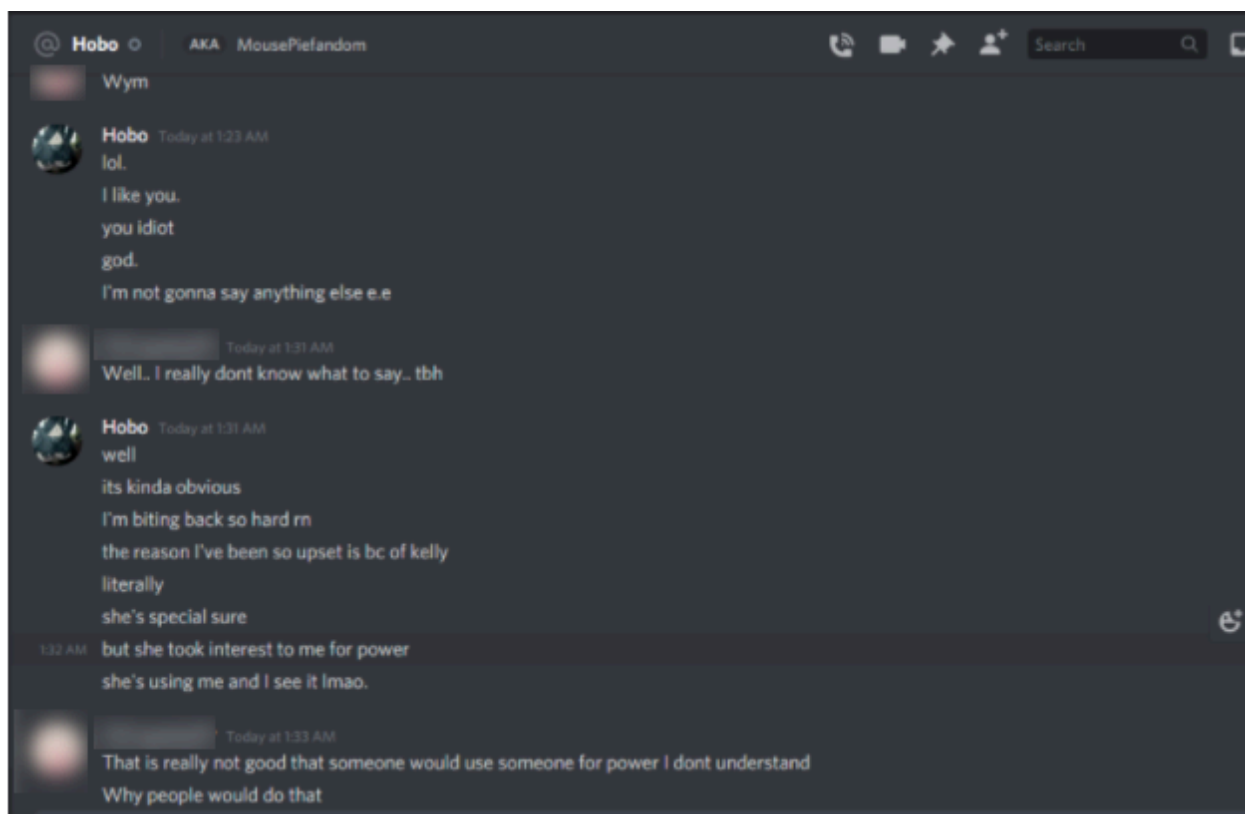 @ Hobo AKA MousePiefandom Search
Wym
Hobo Today at 1:23 AM
lol.
I like you.
you idiot
god.
I'm not gonna say anything else e.e
Today at 1:31 AM
Well.. I really dont know what to say.. tbh
Hobo Today at 1:31 AM
well
its kinda obvious
I'm biting back so hard rn
the reason I've been so upset is bc of kelly
literally
she's special sure
1:32 AM but she took interest to me for power
she's using me and I see it lmao.
Today at 1:33 AM
That is really not good that someone would use someone for power I dont understand
Why people would do that